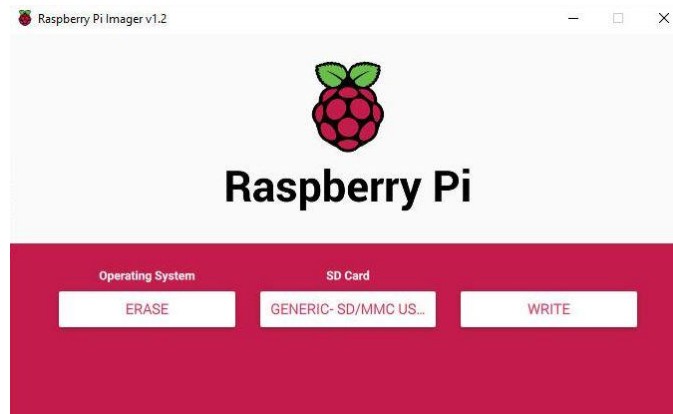 Raspberry Pi Imager v1.2
Raspberry Pi
Operating System
SD Card
ERASE
GENERIC- SD/MMC US...
WRITE